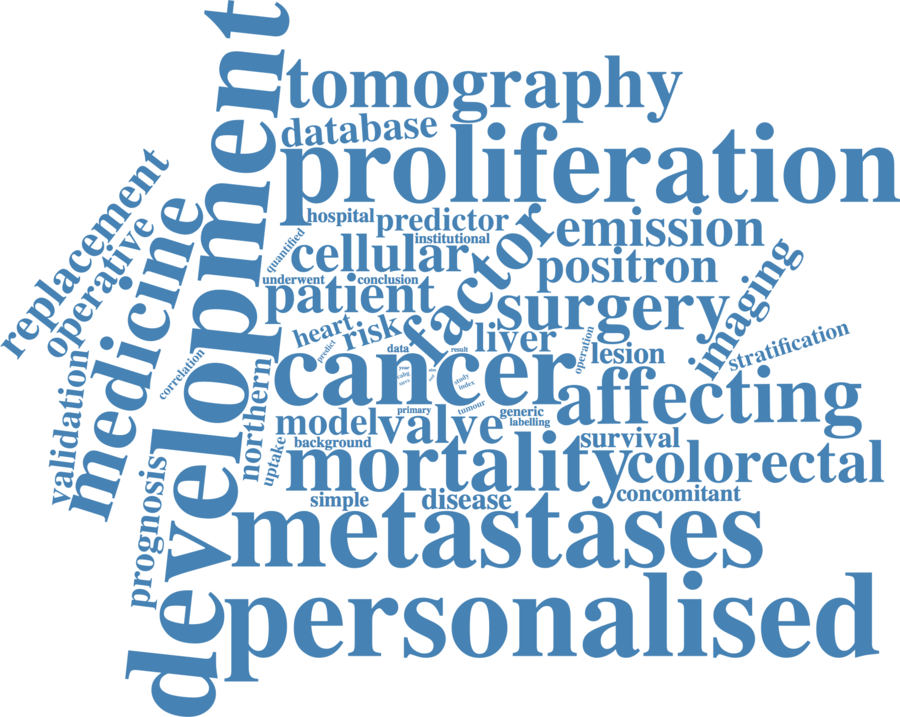 tomography
database
proliferation
development
replacement
operative
medicine
hospital
predictor
institutional
factor
emission
quantified
cellular
underwent
conclusion
patient
positron
surgery
imaging
heart
risk
predict
data
result
liver
operation
lesion
stratification
cancer
study
index
affecting
correlation
validation
northern
model
primary
tumour
generic
labelling
valve
background
uptake
survival
mortality
colorectal
concomitant
prognosis
simple
disease
metastases
personalised
year
cabg